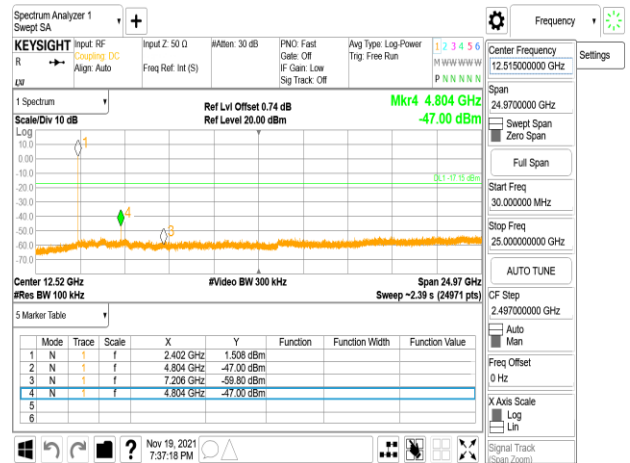 Spectrum Analyzer 1
Swept SA
Frequency
KEYSIGHT
R
Input: RF
Coupling: DC
Align: Auto
Input Z: 50 Ω
Freq Ref: Int (S)
#Atten: 30 dB
PNO: Fast
Gate: Off
IF Gain: Low
Sig Track: Off
Avg Type: Log-Power
Trig: Free Run
1 2 3 4 5 6
M W W W W W
P N N N N N
Center Frequency
12.515000000 GHz
Settings
Span
24.9700000 GHz
Swept Span
Zero Span
Full Span
Start Freq
30.000000 MHz
Stop Freq
25.000000000 GHz
AUTO TUNE
CF Step
2.497000000 GHz
Auto
Man
Freq Offset
0 Hz
X Axis Scale
Log
Lin
Signal Track
(Span Zoom)
1 Spectrum
Scale/Div 10 dB
Ref Lvl Offset 0.74 dB
Ref Level 20.00 dBm
Mkr4 4.804 GHz
-47.00 dBm
Log
10.0
0.00
-10.0
-20.0
-30.0
-40.0
-50.0
-60.0
-70.0
1
4
3
DL1 -17.15 dBm
Center 12.52 GHz
#Res BW 100 kHz
#Video BW 300 kHz
Span 24.97 GHz
Sweep ~2.39 s (24971 pts)
5 Marker Table
Mode Trace Scale X Y Function Function Width Function Value
1 N 1 f 2.402 GHz 1.508 dBm
2 N 1 f 4.804 GHz -47.00 dBm
3 N 1 f 7.206 GHz -59.80 dBm
4 N 1 f 4.804 GHz -47.00 dBm
5
6
?
Nov 19, 2021
7:37:18 PM